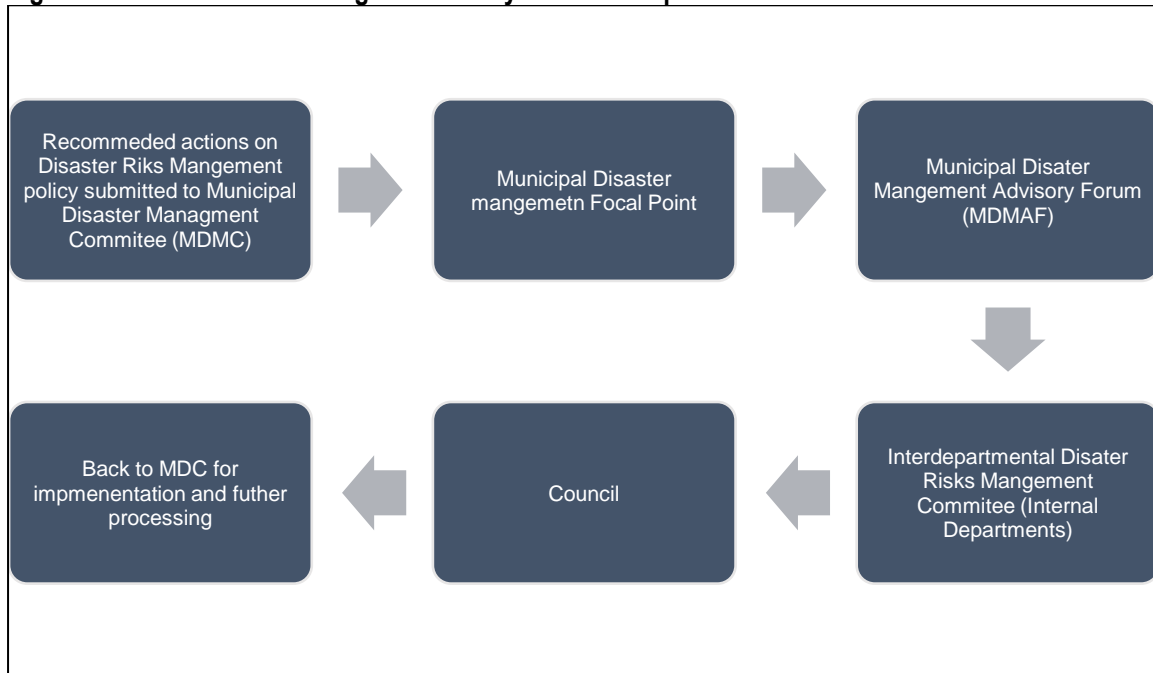 Recommeded actions on
Disaster Riks Mangement
policy submitted to Municipal
Disaster Managment
Commitee (MDMC)
Municipal Disaster
mangemetn Focal Point
Municipal Disater
Mangement Advisory Forum
(MDMAF)
Interdepartmental Disater
Risks Mangement
Commitee (Internal
Departments)
Council
Back to MDC for
impmenentation and futher
processing